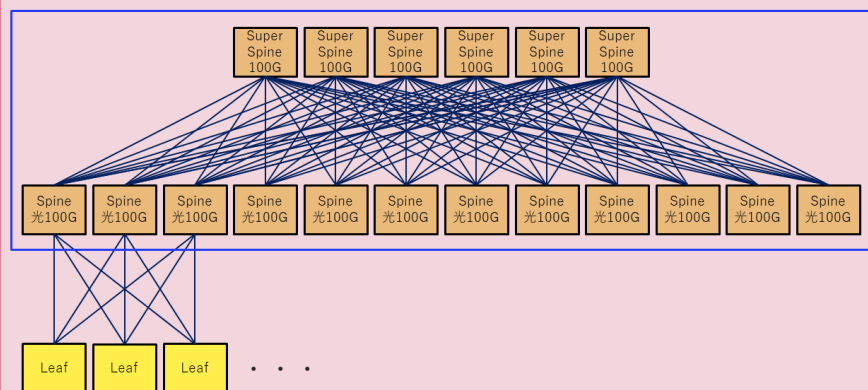 Super
Spine
100G
Super
Spine
100G
Super
Spine
100G
Super
Spine
100G
Super
Spine
100G
Super
Spine
100G
Spine
光100G
Spine
光100G
Spine
光100G
Spine
光100G
Spine
光100G
Spine
光100G
Spine
光100G
Spine
光100G
Spine
光100G
Spine
光100G
Spine
光100G
Spine
光100G
Leaf
Leaf
Leaf
・・・